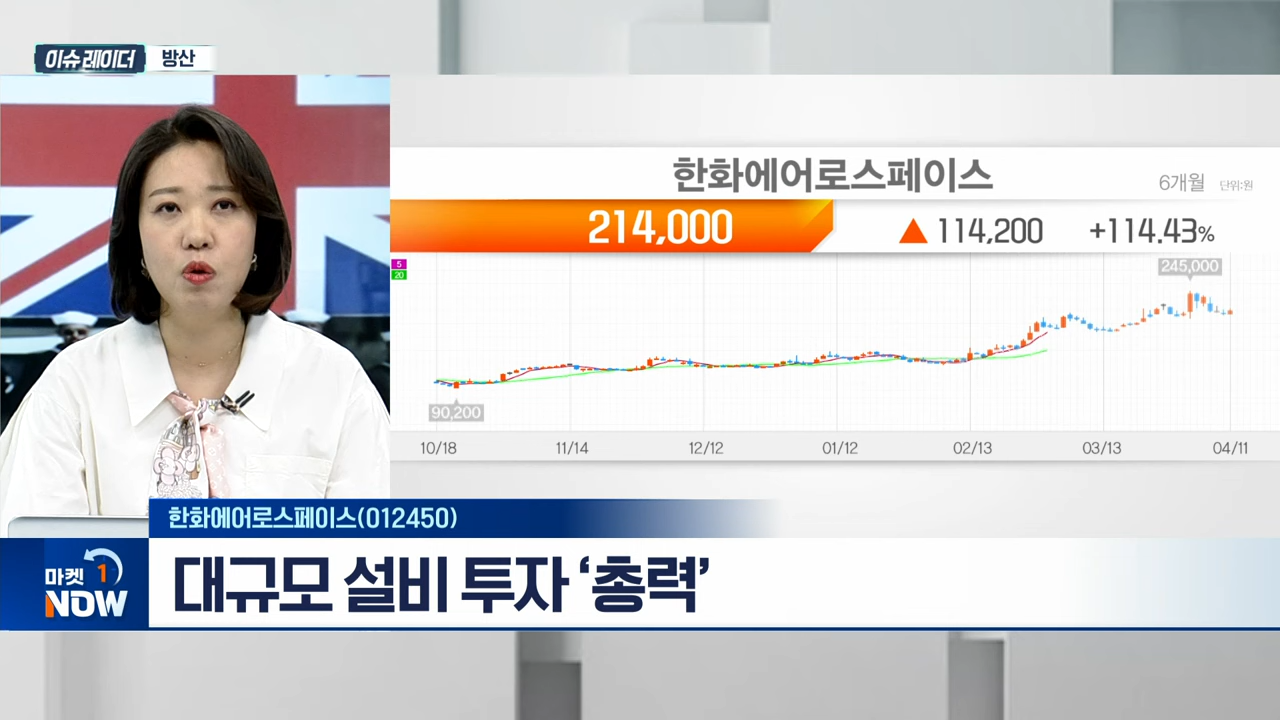 이슈레이더 방산
한화에어로스페이스
6개월 단위:원
214,000 ▲ 114,200 +114.43%
5
20
245,000
90,200
10/18 11/14 12/12 01/12 02/13 03/13 04/11
한화에어로스페이스(012450)
마켓 1
NOW
대규모 설비 투자 ‘총력’